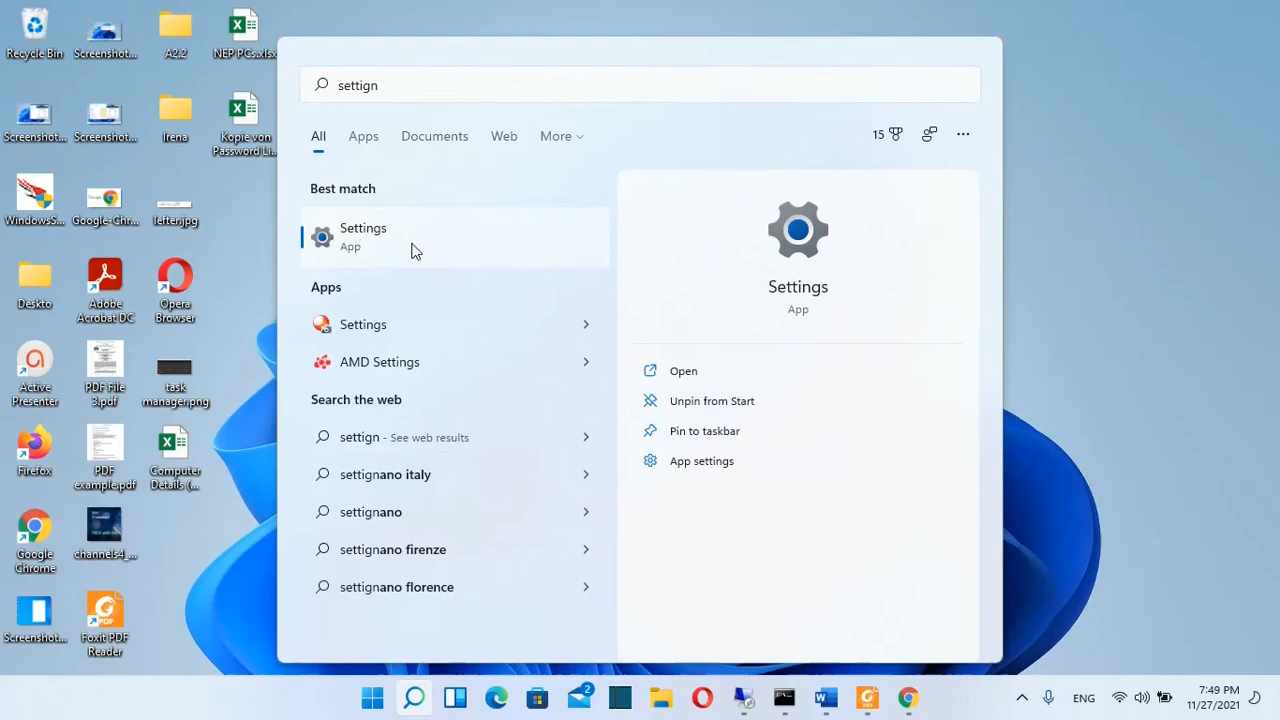 Recycle Bin
Screenshot...
A2.2
NEP PCs.xlsx
Screenshot...
Screenshot...
Irena
Kopie von
Password Li...
WindowsS...
Google-Chr...
lefter.jpg
Deskto
Adobe
Acrobat DC
Opera
Browser
Active
Presenter
PDF File
3.pdf
task
manager.png
Firefox
PDF
example.pdf
Computer
Details (...
Google
Chrome
channels4_...
Screenshot...
Foxit PDF
Reader
settign
All
Apps
Documents
Web
More
15
...
Best match
Settings
App
Apps
Settings
AMD Settings
Search the web
settign - See web results
settignano italy
settignano
settignano firenze
settignano florence
Settings
App
Open
Unpin from Start
Pin to taskbar
App settings
2
ENG
7:49 PM
11/27/2021